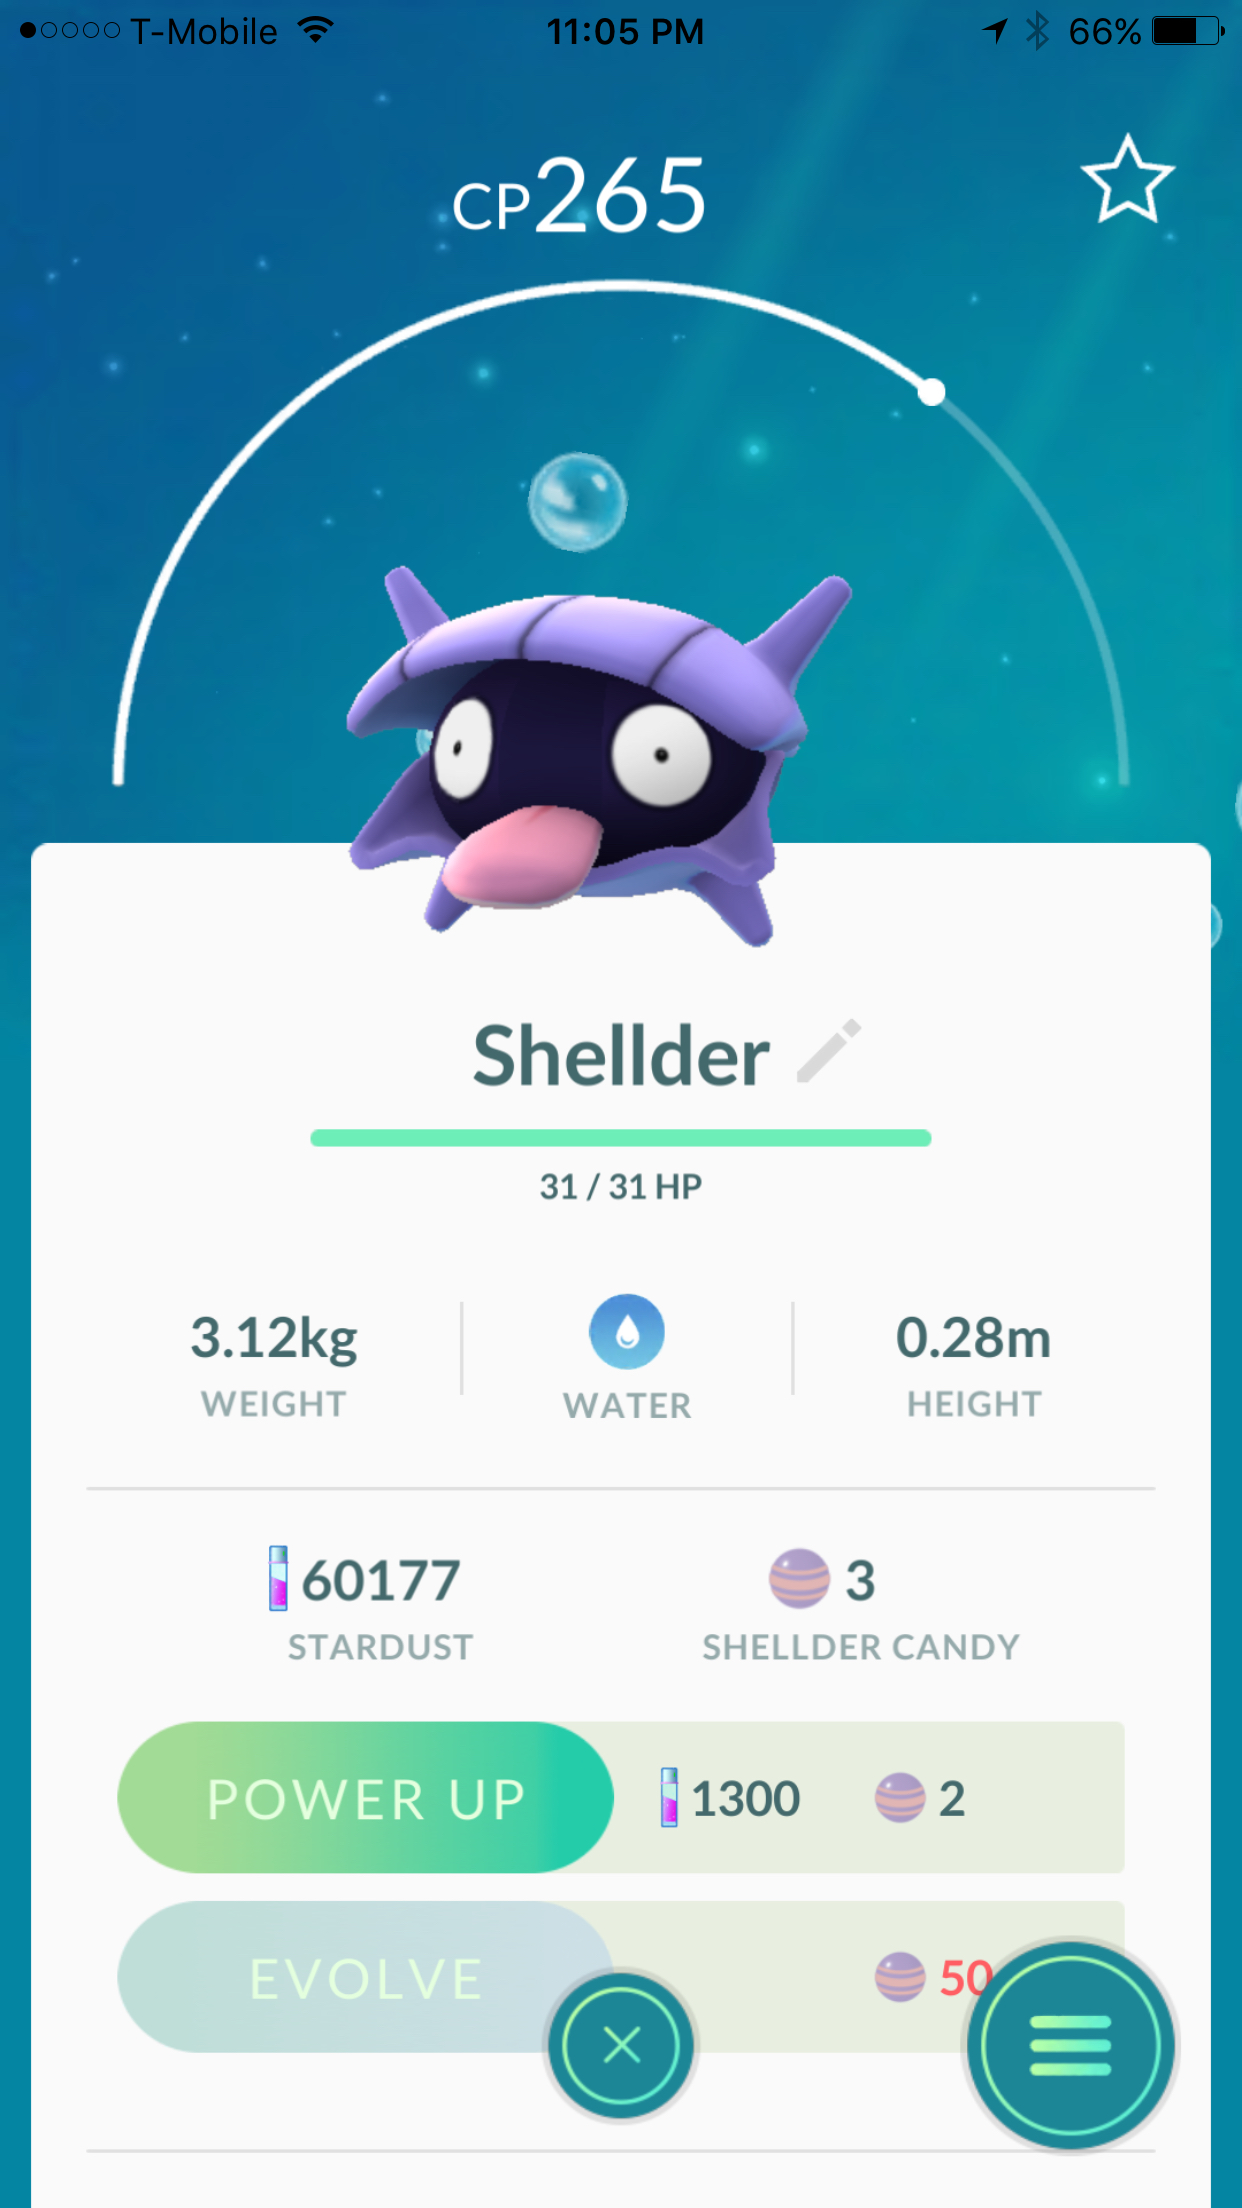 T-Mobile 11:05 PM 66%
CP265
Shellder
31 / 31 HP
3.12kg 0.28m
WEIGHT WATER HEIGHT
60177 3
STARDUST SHELLDER CANDY
POWER UP 1300 2
EVOLVE 50